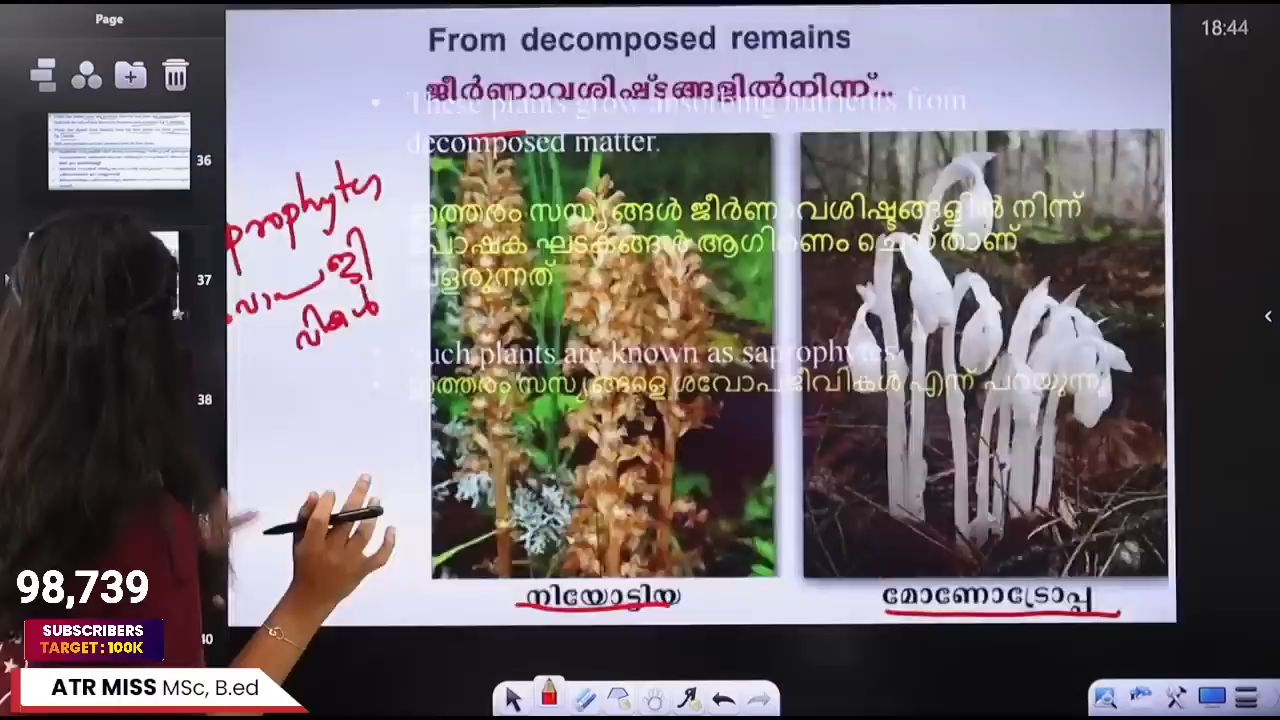 Page
18:44
36
37
38
40
From decomposed remains
ജീർണാവശിഷ്ടങ്ങളിൽനിന്ന്...
These plants grow absorbing nutrients from
decomposed matter.
ഇത്തരം സസ്യങ്ങൾ ജീർണാവശിഷ്ടങ്ങളിൽ നിന്ന്
പോഷക ഘടകങ്ങൾ ആഗിരണം ചെയ്താണ്
വളരുന്നത്
Such plants are known as saprophytes
ഇത്തരം സസ്യങ്ങളെ ശവോപജീവികൾ എന്ന് പറയുന്നു
നിയോട്ടിയ
മോണോട്രോപ്പ
98,739
SUBSCRIBERS
TARGET : 100K
ATR MISS MSc, B.ed